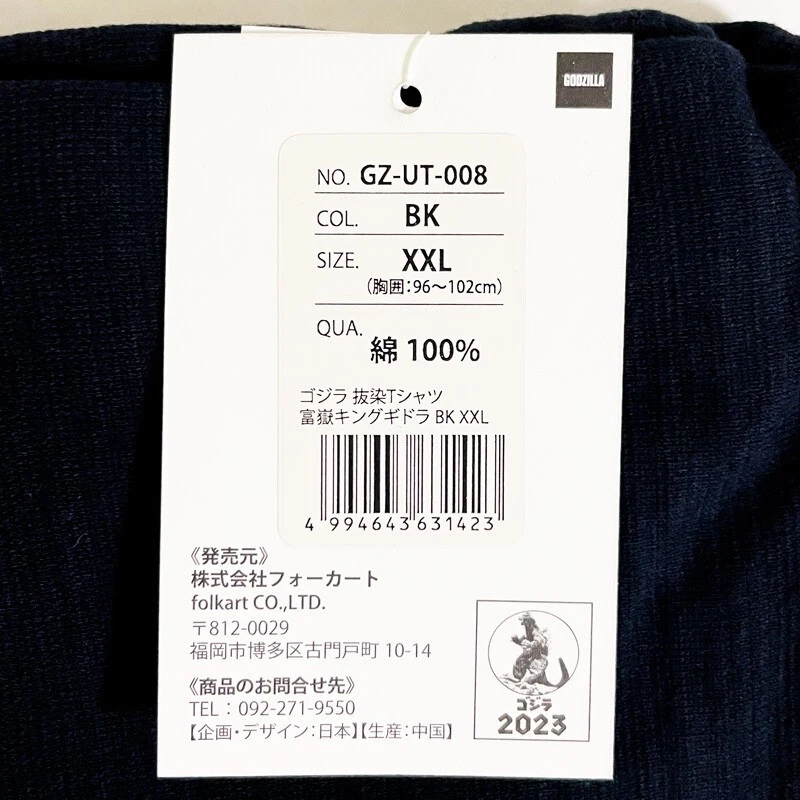 GODZILLA
NO. GZ-UT-008
COL. BK
SIZE. XXL
(胸囲:96〜102cm)
QUA. 綿 100%
ゴジラ 抜染Tシャツ
富嶽キングギドラ BK XXL
4 994643 631423
《発売元》
株式会社フォーカート
folkart CO.,LTD.
〒812-0029
福岡市博多区古門戸町 10-14
《商品のお問合せ先》
TEL：092-271-9550
【企画・デザイン：日本】【生産：中国】
ゴジラ
2023